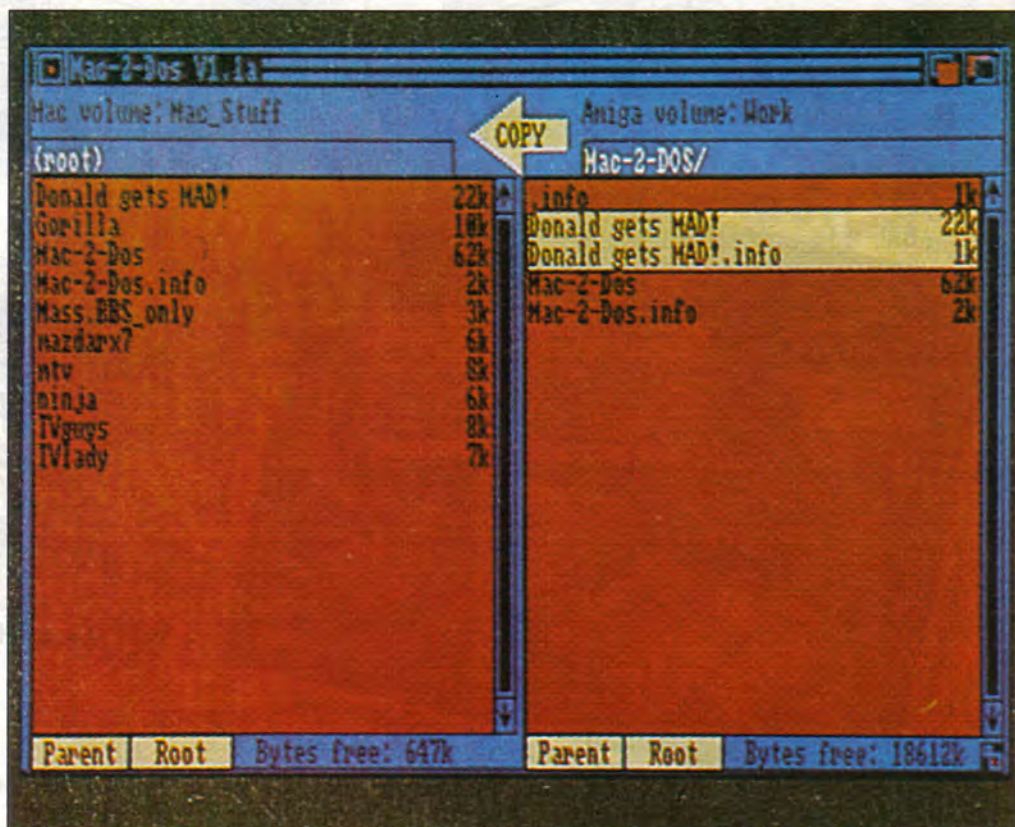 Mac-2-Dos V1.1a
Mac volume: Mac_Stuff
COPY
Amiga volume: Work
(root)
Mac-2-DOS/
Donald gets MAD! 22k
Gorilla 10k
Mac-2-Dos 62k
Mac-2-Dos.info 2k
Mass.BBS_only 3k
mazdarx7 6k
mtv 8k
ninja 6k
TVguys 8k
TVlady 7k
.info 1k
Donald gets MAD! 22k
Donald gets MAD!.info 1k
Mac-2-Dos 62k
Mac-2-Dos.info 2k
Parent Root Bytes free: 647k
Parent Root Bytes free: 18612k